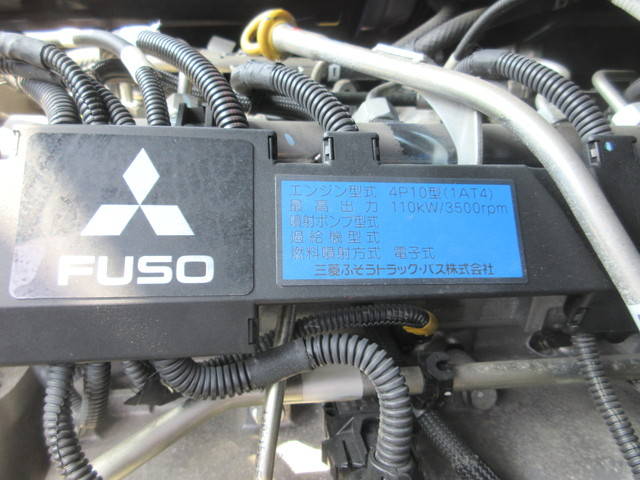 FUSO
エンジン型式 4P10型(1AT4)
最高出力 110kW/3500rpm
噴射ポンプ型式
過給機型式
燃料噴射方式 電子式
三菱ふそうトラック・バス株式会社